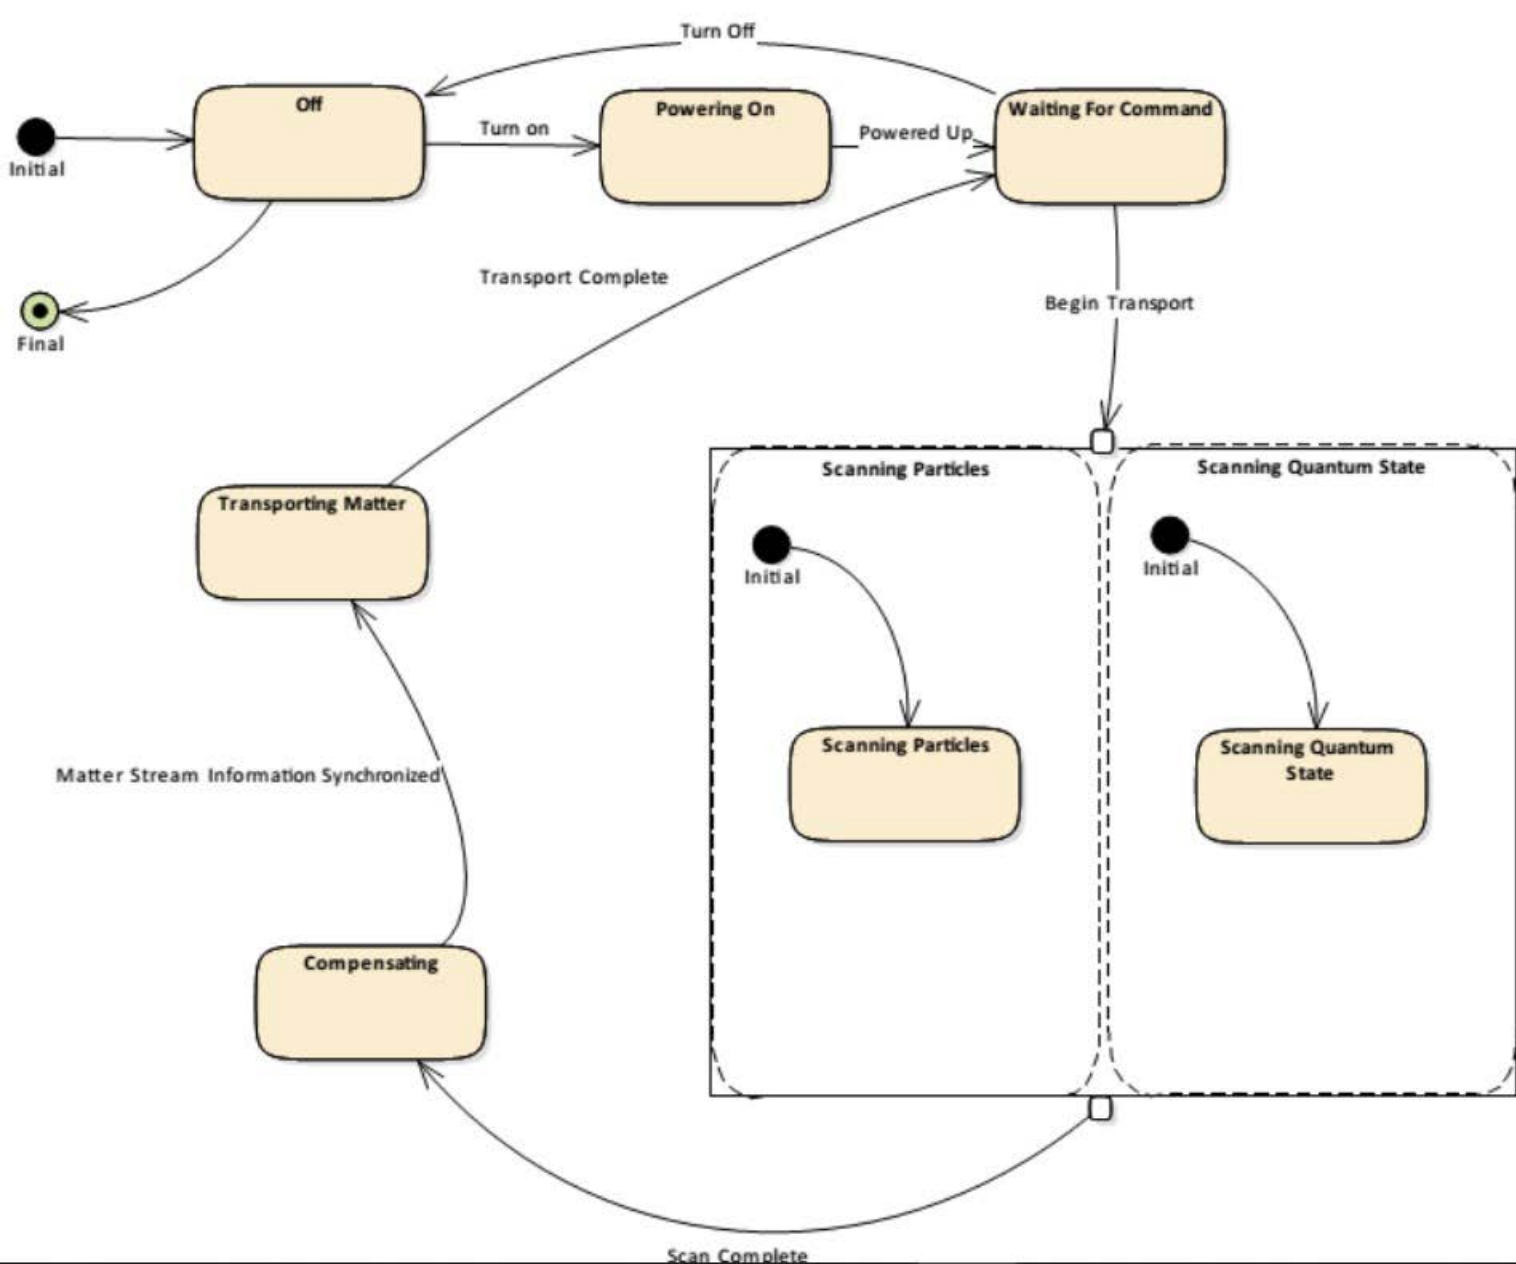 Turn Off
Off
Powering On
Waiting For Command
Turn on
Powered Up
Initial
Transport Complete
Begin Transport
Final
Scanning Particles
Scanning Quantum State
Transporting Matter
Initial
Initial
Scanning Particles
Scanning Quantum
State
Matter Stream Information Synchronized
Compensating
Scan Complete